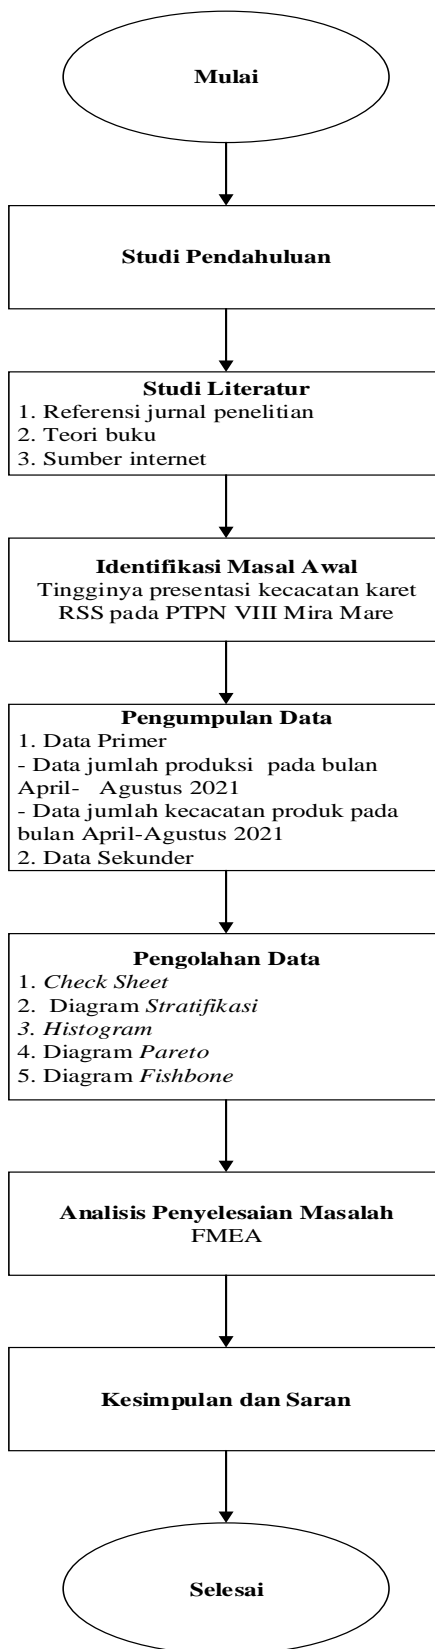 Mulai
Studi Pendahuluan
Studi Literatur
1. Referensi jurnal penelitian
2. Teori buku
3. Sumber internet
Identifikasi Masal Awal
Tingginya presentasi kecacatan karet
RSS pada PTPN VIII Mira Mare
Pengumpulan Data
1. Data Primer
- Data jumlah produksi pada bulan
April- Agustus 2021
- Data jumlah kecacatan produk pada
bulan April-Agustus 2021
2. Data Sekunder
Pengolahan Data
1. Check Sheet
2. Diagram Stratifikasi
3. Histogram
4. Diagram Pareto
5. Diagram Fishbone
Analisis Penyelesaian Masalah
FMEA
Kesimpulan dan Saran
Selesai